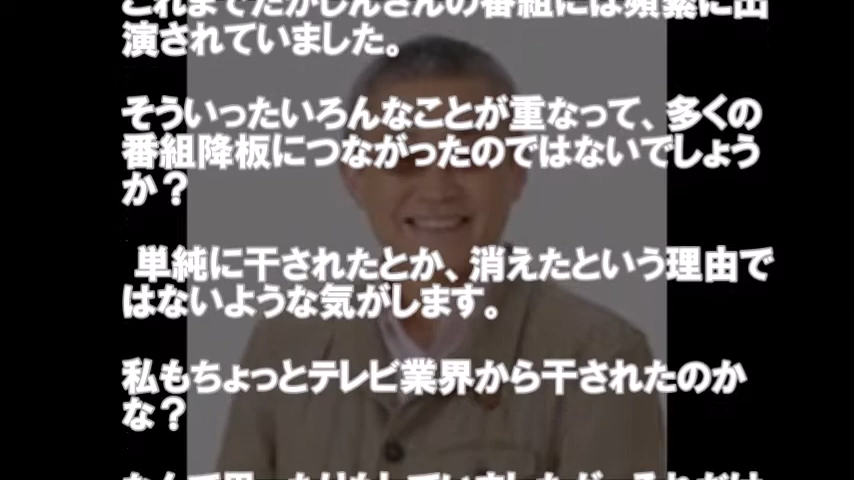 これまでたかじんさんの番組には頻繁に出
演されていました。
そういったいろんなことが重なって、多くの
番組降板につながったのではないでしょう
か？
単純に干されたとか、消えたという理由で
はないような気がします。
私もちょっとテレビ業界から干されたのか
な？